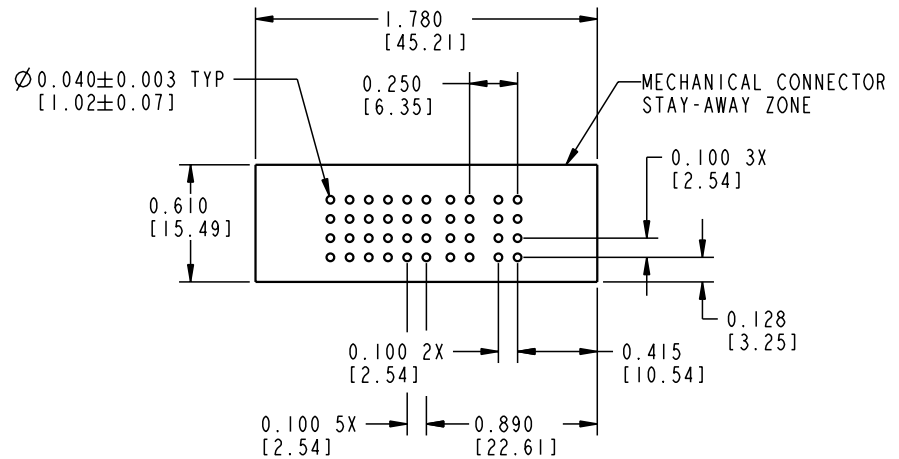 1.780
[45.21]
Ø0.040±0.003 TYP
[1.02±0.07]
0.250
[6.35]
MECHANICAL CONNECTOR
STAY-AWAY ZONE
0.100 3X
[2.54]
0.610
[15.49]
0.128
[3.25]
0.100 2X
[2.54]
0.415
[10.54]
0.100 5X
[2.54]
0.890
[22.61]